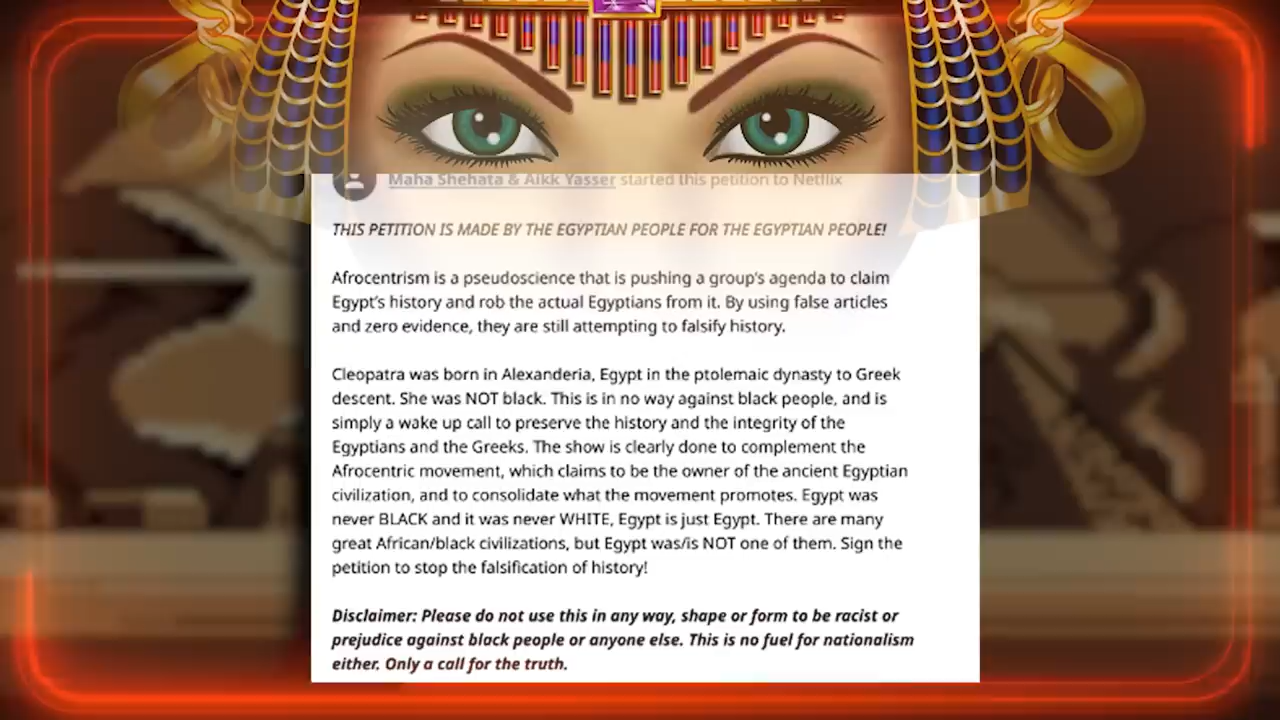 Maha Shehata & Aikk Yasser started this petition to Netflix
THIS PETITION IS MADE BY THE EGYPTIAN PEOPLE FOR THE EGYPTIAN PEOPLE!
Afrocentrism is a pseudoscience that is pushing a group's agenda to claim
Egypt's history and rob the actual Egyptians from it. By using false articles
and zero evidence, they are still attempting to falsify history.
Cleopatra was born in Alexanderia, Egypt in the ptolemaic dynasty to Greek
descent. She was NOT black. This is in no way against black people, and is
simply a wake up call to preserve the history and the integrity of the
Egyptians and the Greeks. The show is clearly done to complement the
Afrocentric movement, which claims to be the owner of the ancient Egyptian
civilization, and to consolidate what the movement promotes. Egypt was
never BLACK and it was never WHITE, Egypt is just Egypt. There are many
great African/black civilizations, but Egypt was/is NOT one of them. Sign the
petition to stop the falsification of history!
Disclaimer: Please do not use this in any way, shape or form to be racist or
prejudice against black people or anyone else. This is no fuel for nationalism
either. Only a call for the truth.